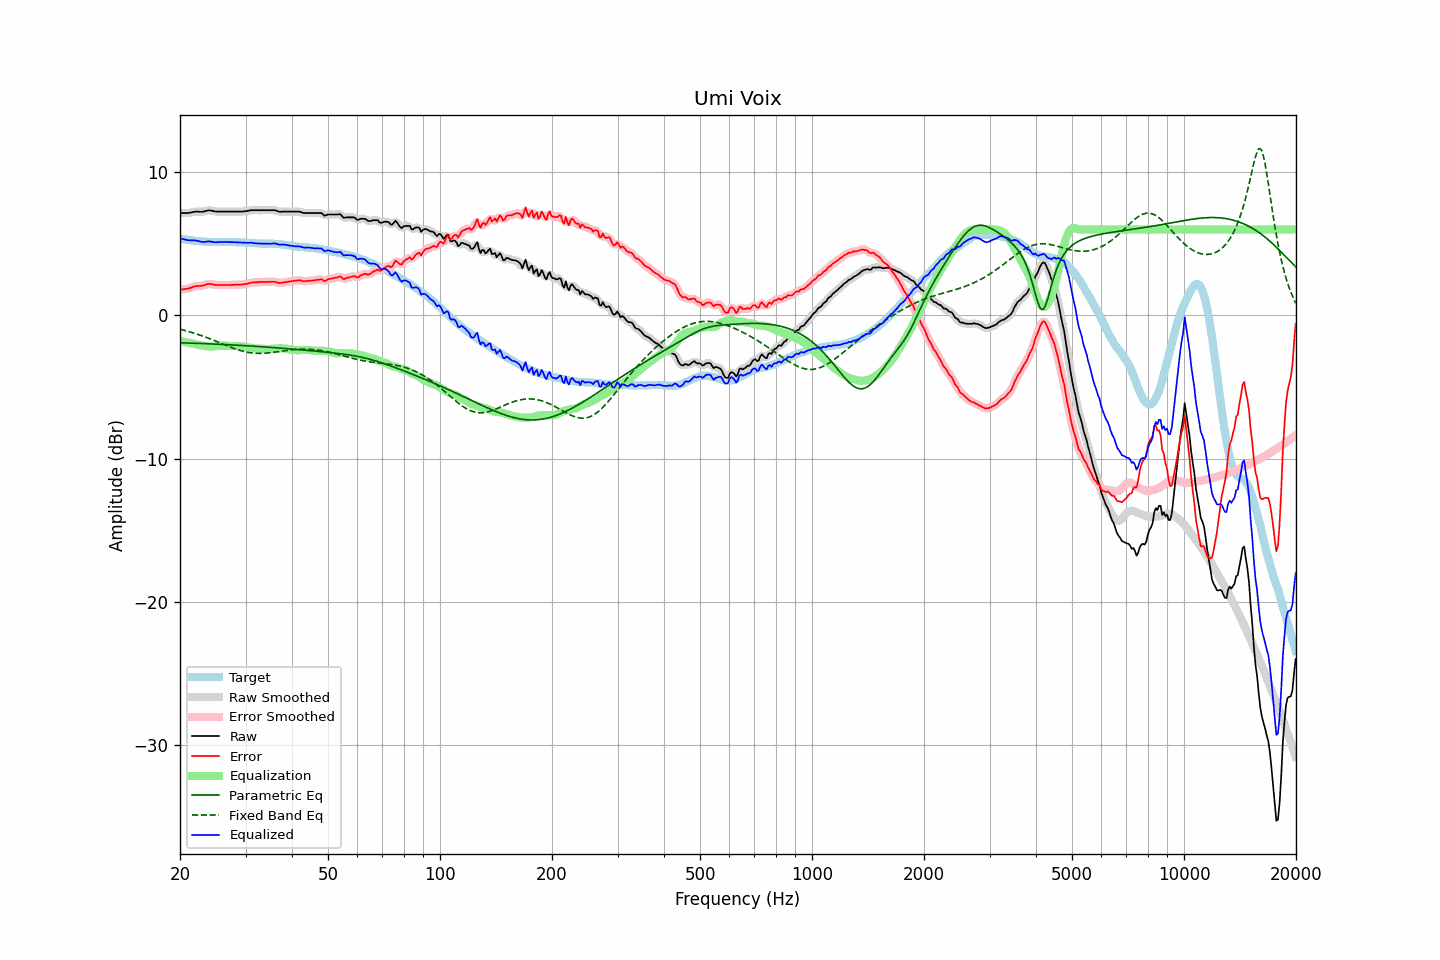 Umi Voix
10
0
−10
−20
−30
Amplitude (dBr)
Target
Raw Smoothed
Error Smoothed
Raw
Error
Equalization
Parametric Eq
Fixed Band Eq
Equalized
20 50 100 200 500 1000 2000 5000 10000 20000
Frequency (Hz)